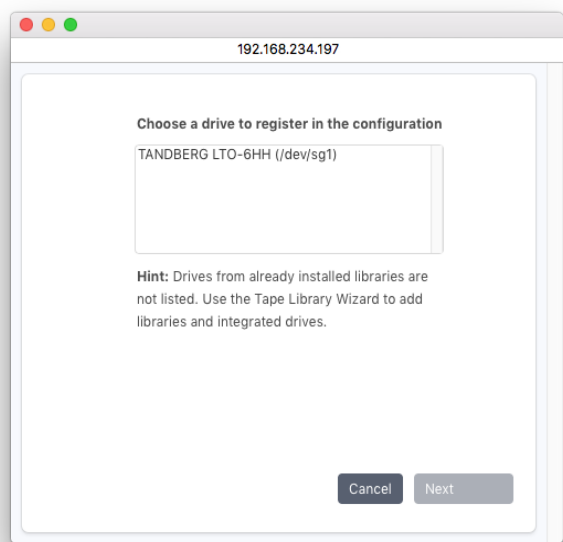 192.168.234.197
Choose a drive to register in the configuration
TANDBERG LTO-6HH (/dev/sg1)
Hint: Drives from already installed libraries are
not listed. Use the Tape Library Wizard to add
libraries and integrated drives.
Cancel Next